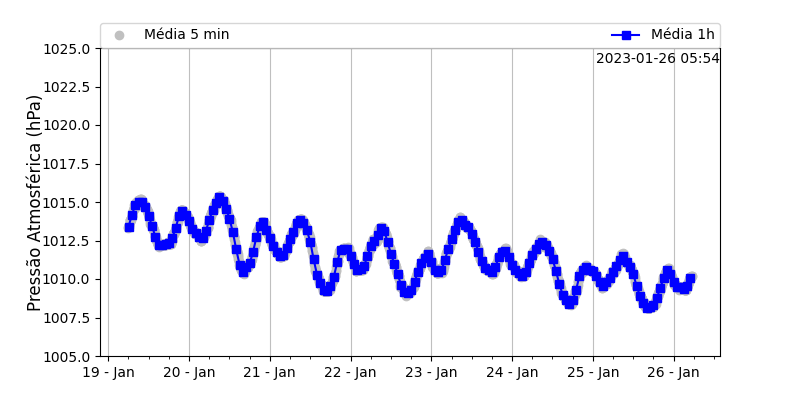 Média 5 min
Média 1h
2023-01-26 05:54
Pressão Atmosférica (hPa)
1025.0
1022.5
1020.0
1017.5
1015.0
1012.5
1010.0
1007.5
1005.0
19 - Jan
20 - Jan
21 - Jan
22 - Jan
23 - Jan
24 - Jan
25 - Jan
26 - Jan